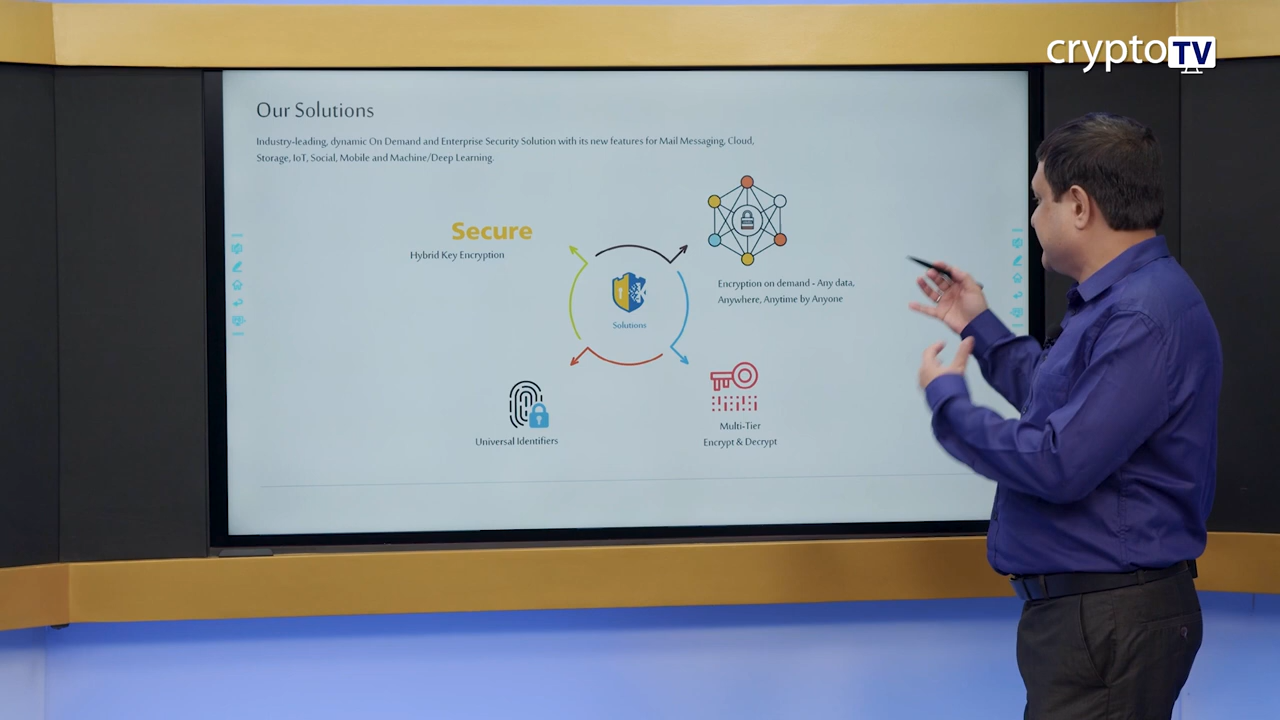 cryptoTV
Our Solutions
Industry-leading, dynamic On Demand and Enterprise Security Solution with its new features for Mail Messaging, Cloud,
Storage, IoT, Social, Mobile and Machine/Deep Learning.
Secure
Hybrid Key Encryption
Encryption on demand - Any data,
Anywhere, Anytime by Anyone
Solutions
Universal Identifiers
Multi-Tier
Encrypt & Decrypt